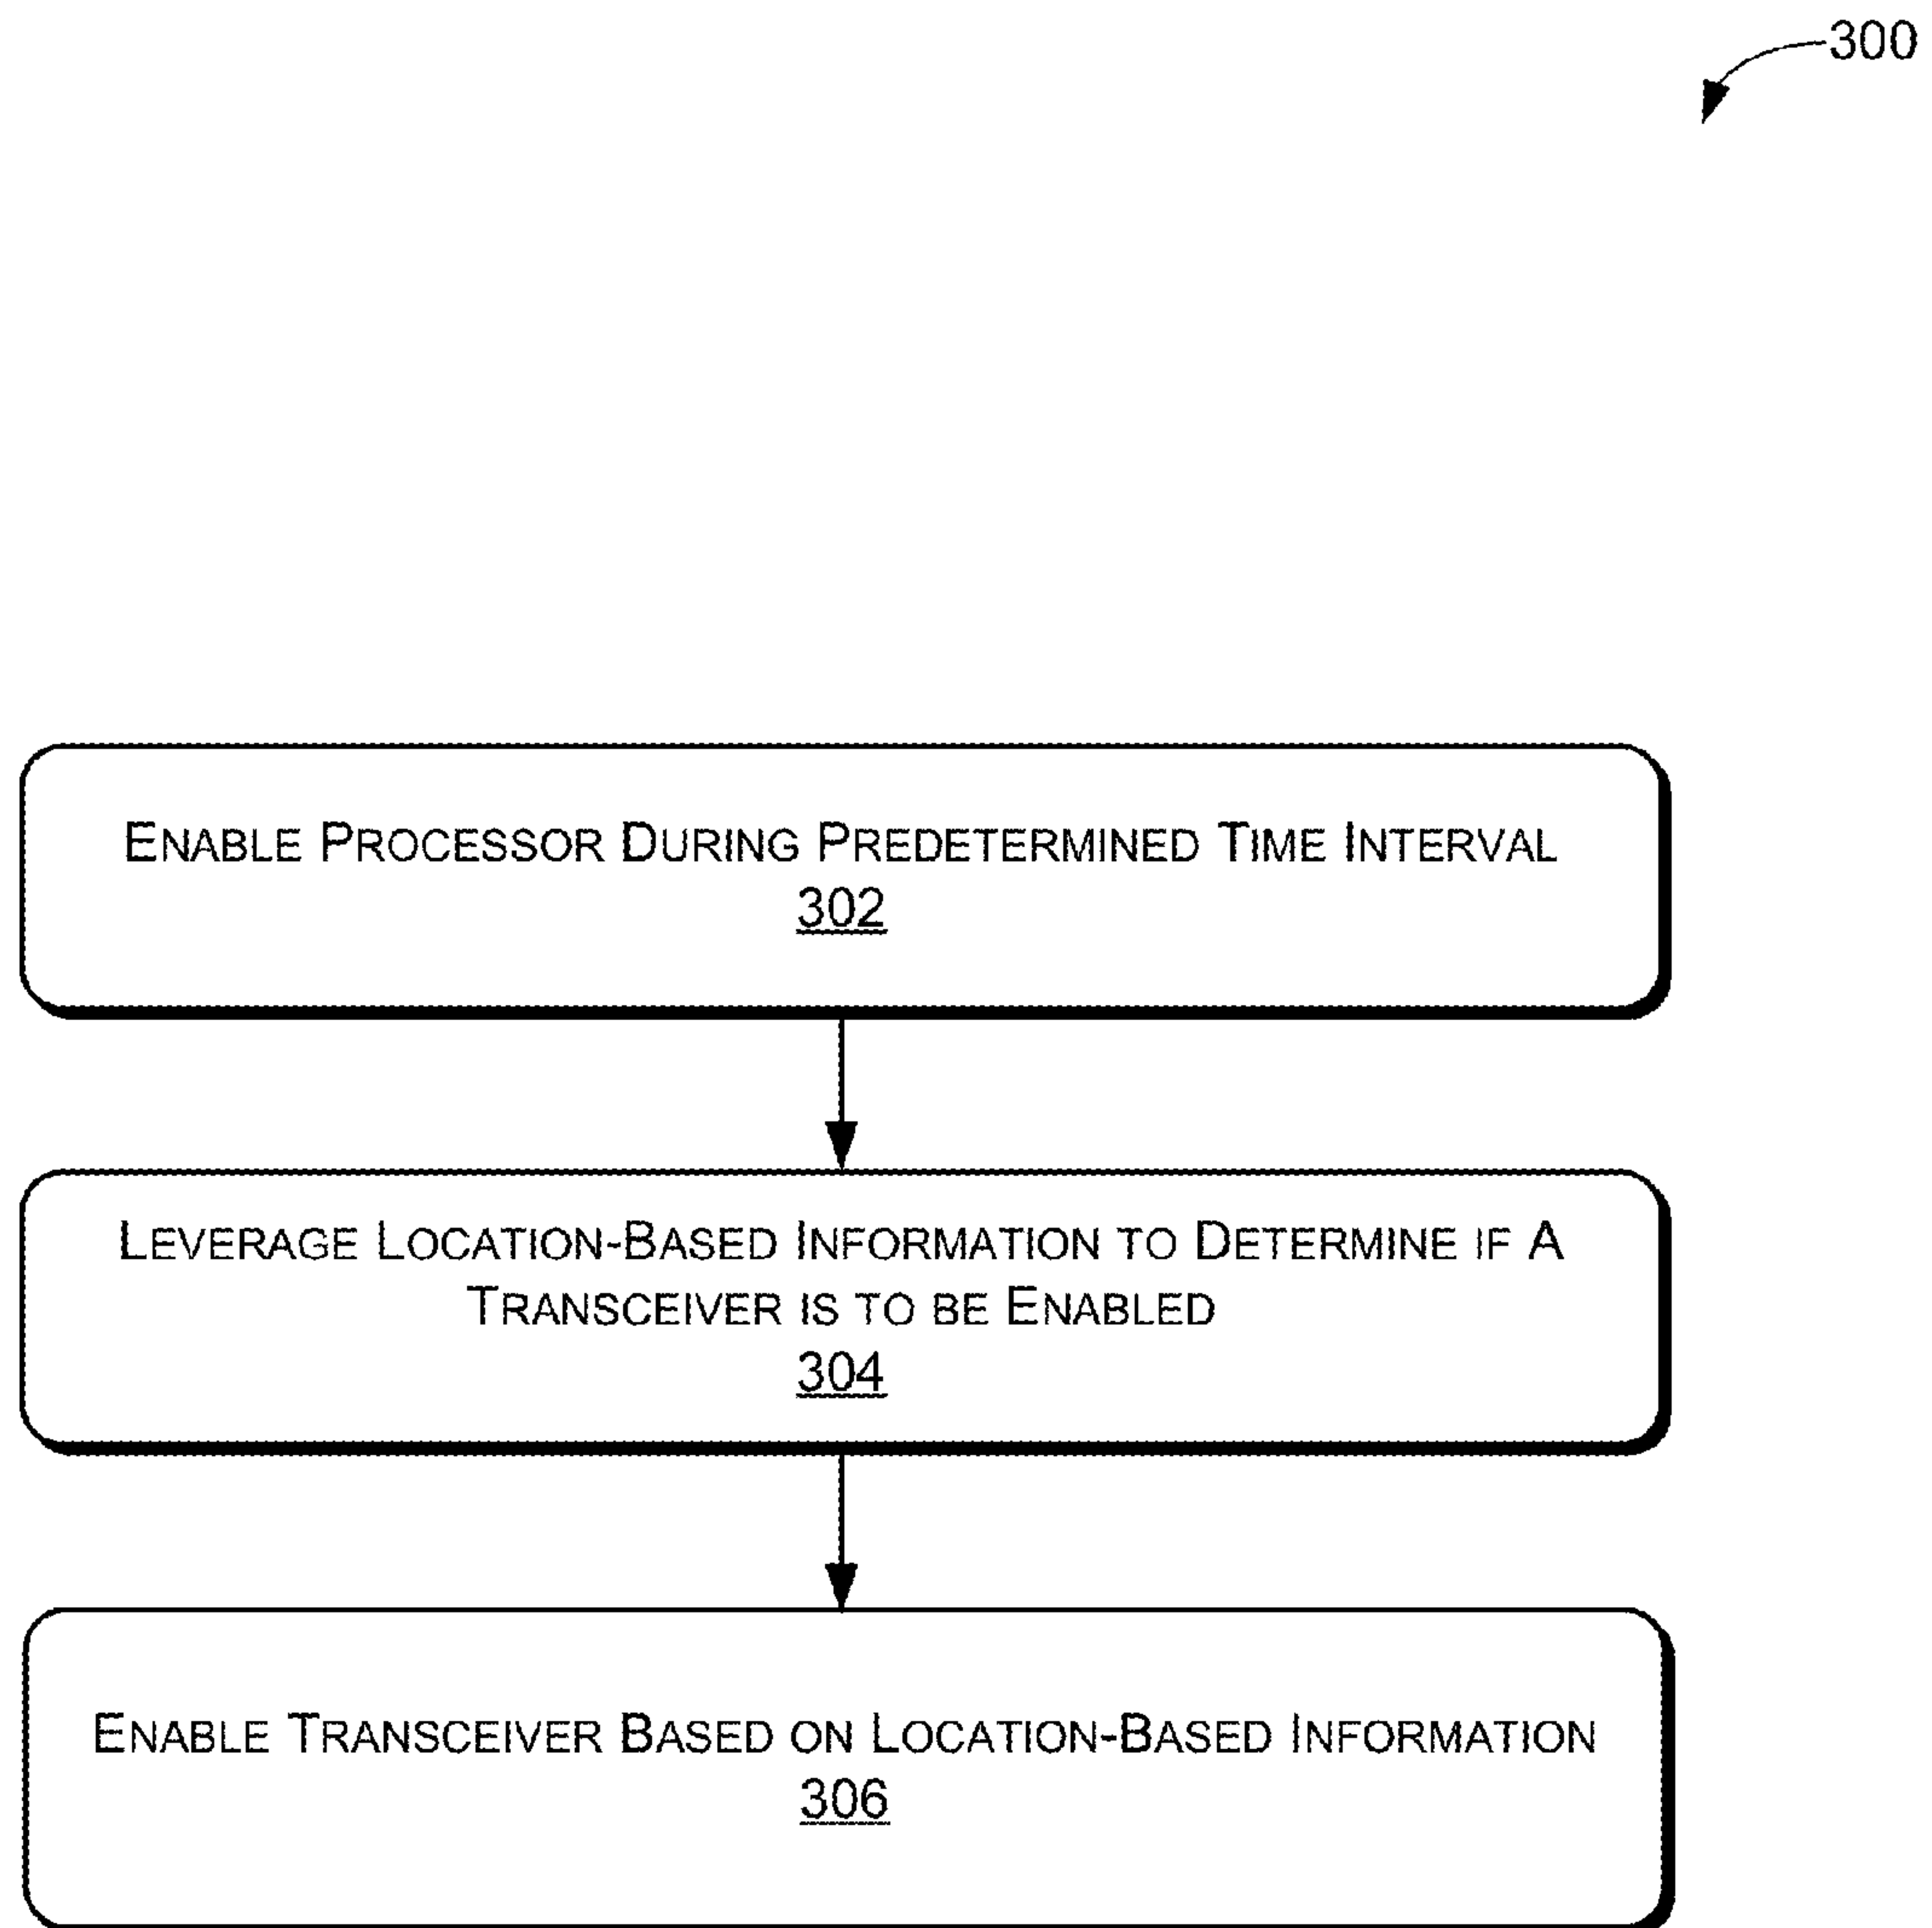 300
Enable Processor During Predetermined Time Interval
302
Leverage Location-Based Information to Determine if A
Transceiver is to be Enabled
304
Enable Transceiver Based on Location-Based Information
306